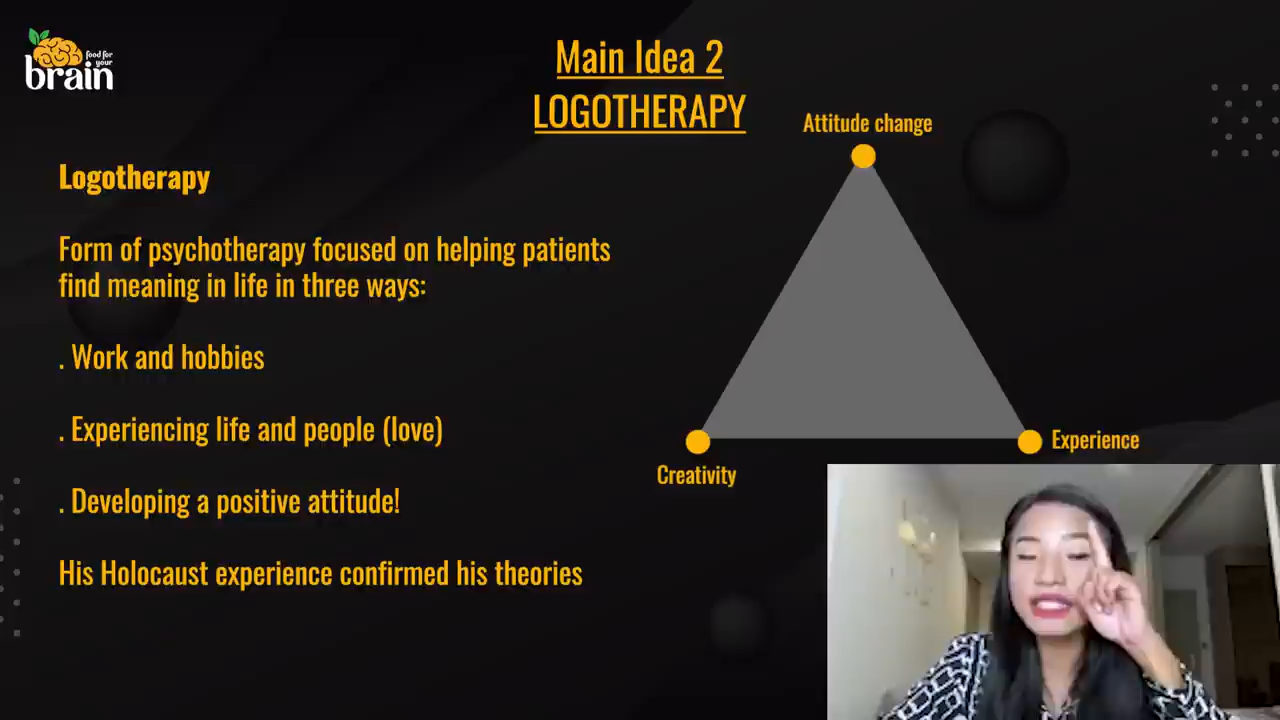 food for
your
brain
Main Idea 2
LOGOTHERAPY
Logotherapy
Form of psychotherapy focused on helping patients
find meaning in life in three ways:
. Work and hobbies
. Experiencing life and people (love)
. Developing a positive attitude!
His Holocaust experience confirmed his theories
Attitude change
Creativity
Experience